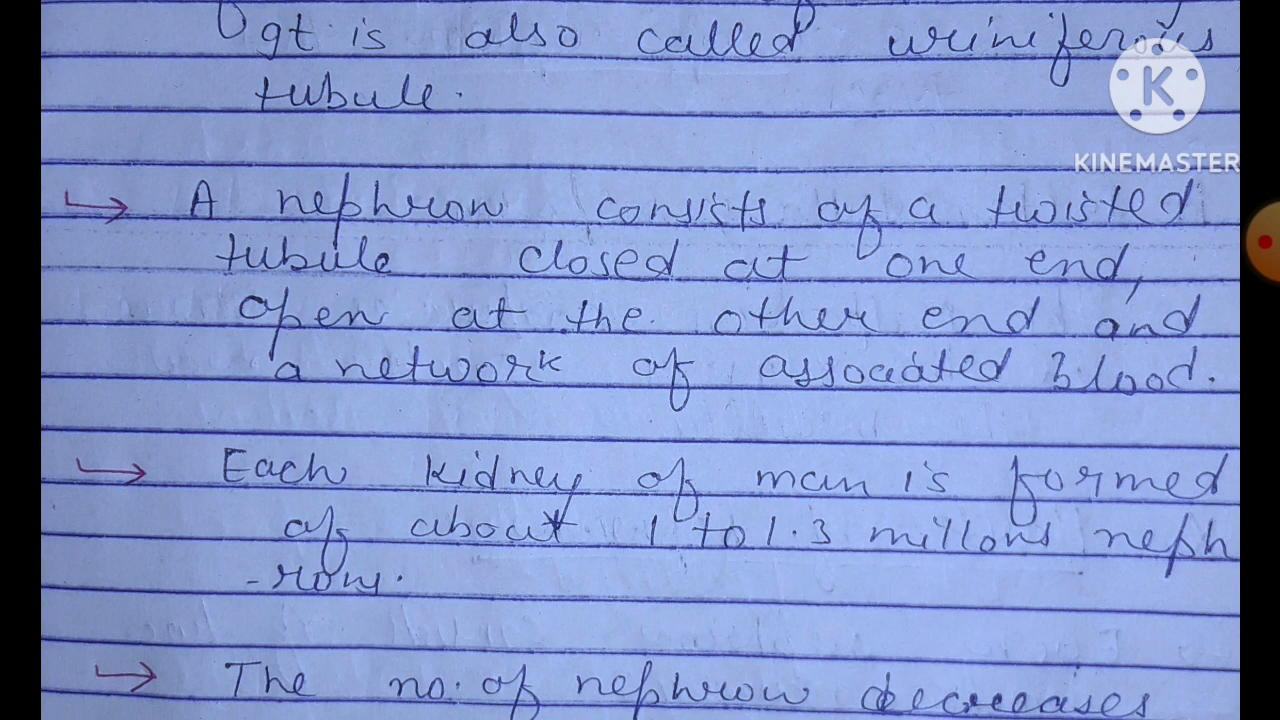 It is also called uriniferous
tubule.
K
KINEMASTER
→ A nephron consists of a twisted
tubule closed at one end,
open at the other end and
a network of associated blood.
→ Each kidney of man is formed
of about 1 to 1.3 millons neph
-rons.
→ The no. of nephron decreases